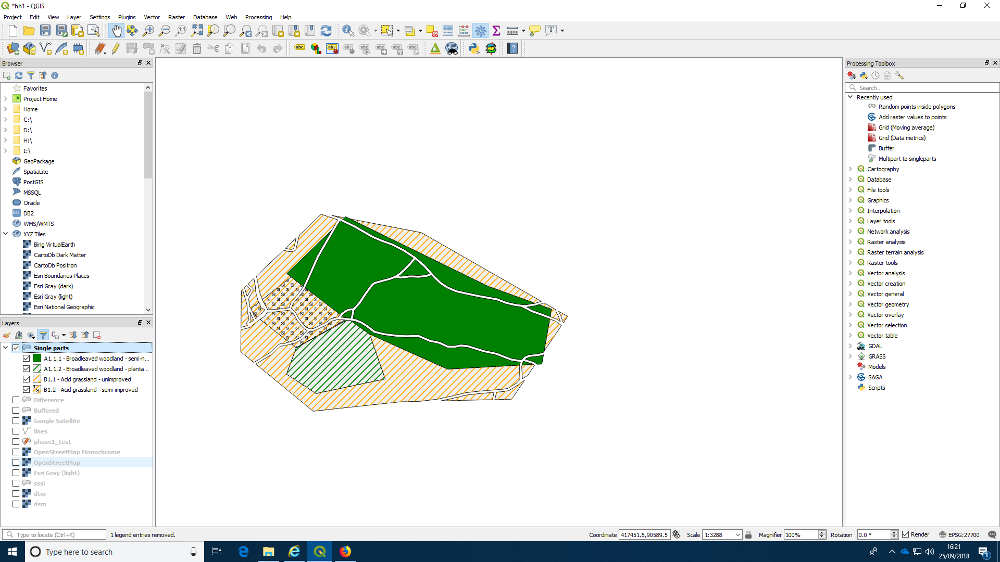 *hh1 - QGIS
Project Edit View Layer Settings Plugins Vector Raster Database Web Processing Help
Browser
Favorites
Project Home
Home
C:\
D:\
H:\
I:\
GeoPackage
SpatiaLite
PostGIS
MSSQL
Oracle
DB2
WMS/WMTS
XYZ Tiles
Bing VirtualEarth
CartoDb Dark Matter
CartoDb Positron
Esri Boundaries Places
Esri Gray (dark)
Esri Gray (light)
Esri National Geographic
Layers
Single parts
A1.1.1 - Broadleaved woodland - semi-n...
A1.1.2 - Broadleaved woodland - planta...
B1.1 - Acid grassland - unimproved
B1.2 - Acid grassland - semi-improved
Difference
Buffered
Google Satellite
lines
phase1_test
OpenStreetMap Monochrome
OpenStreetMap
Esri Gray (light)
sssi
dtm
dsm
Processing Toolbox
Search...
Recently used
Random points inside polygons
Add raster values to points
Grid (Moving average)
Grid (Data metrics)
Buffer
Multipart to singleparts
Cartography
Database
File tools
Graphics
Interpolation
Layer tools
Network analysis
Raster analysis
Raster terrain analysis
Raster tools
Vector analysis
Vector creation
Vector general
Vector geometry
Vector overlay
Vector selection
Vector table
GDAL
GRASS
Models
SAGA
Scripts
Type to locate (Ctrl+K) 1 legend entries removed. Coordinate 417451.6,90589.5 Scale 1:3288 Magnifier 100% Rotation 0.0 ° Render EPSG:27700
Type here to search
16:21
25/09/2018
1